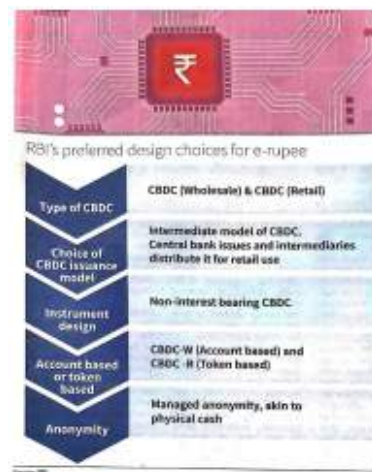 ₹
RBI's preferred design choices for e-rupee
Type of CBDC
CBDC (Wholesale) & CBDC (Retail)
Choice of
CBDC issuance
model
Intermediate model of CBDC.
Central bank issues and intermediaries
distribute it for retail use
Instrument
design
Non-interest bearing CBDC
Account based
or token
based
CBDC-W (Account based) and
CBDC -R (Token based)
Anonymity
Managed anonymity, akin to
physical cash